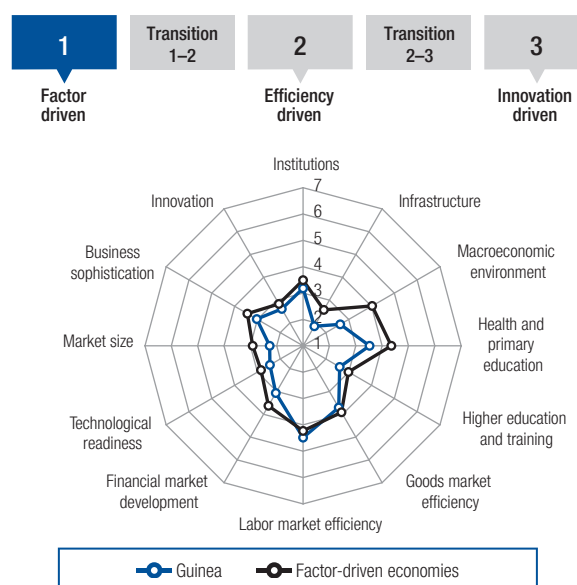 1
Transition
1–2
2
Transition
2–3
3
Factor
driven
Efficiency
driven
Innovation
driven
Institutions
Infrastructure
Macroeconomic
environment
Health and
primary
education
Higher education
and training
Goods market
efficiency
Labor market efficiency
Financial market
development
Technological
readiness
Market size
Business
sophistication
Innovation
7
6
5
4
3
2
1
Guinea
Factor-driven economies